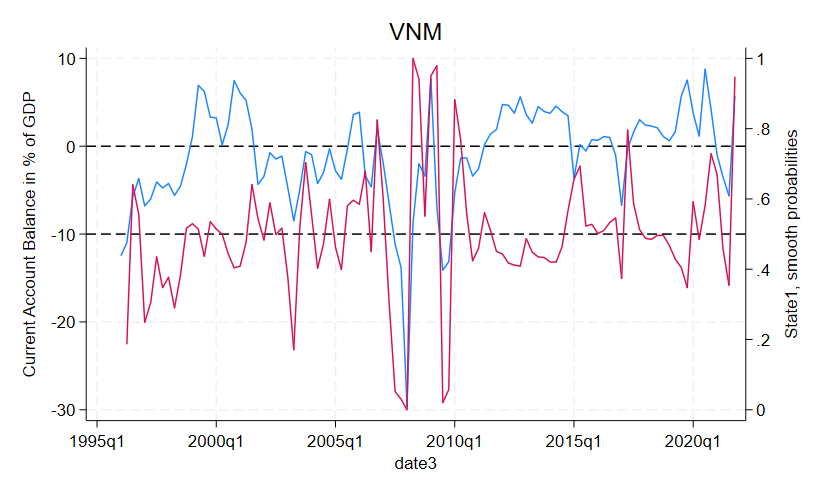 VNM
Current Account Balance in % of GDP
10
0
-10
-20
-30
1
.8
.6
.4
.2
0
State1, smooth probabilities
1995q1 2000q1 2005q1 2010q1 2015q1 2020q1
date3